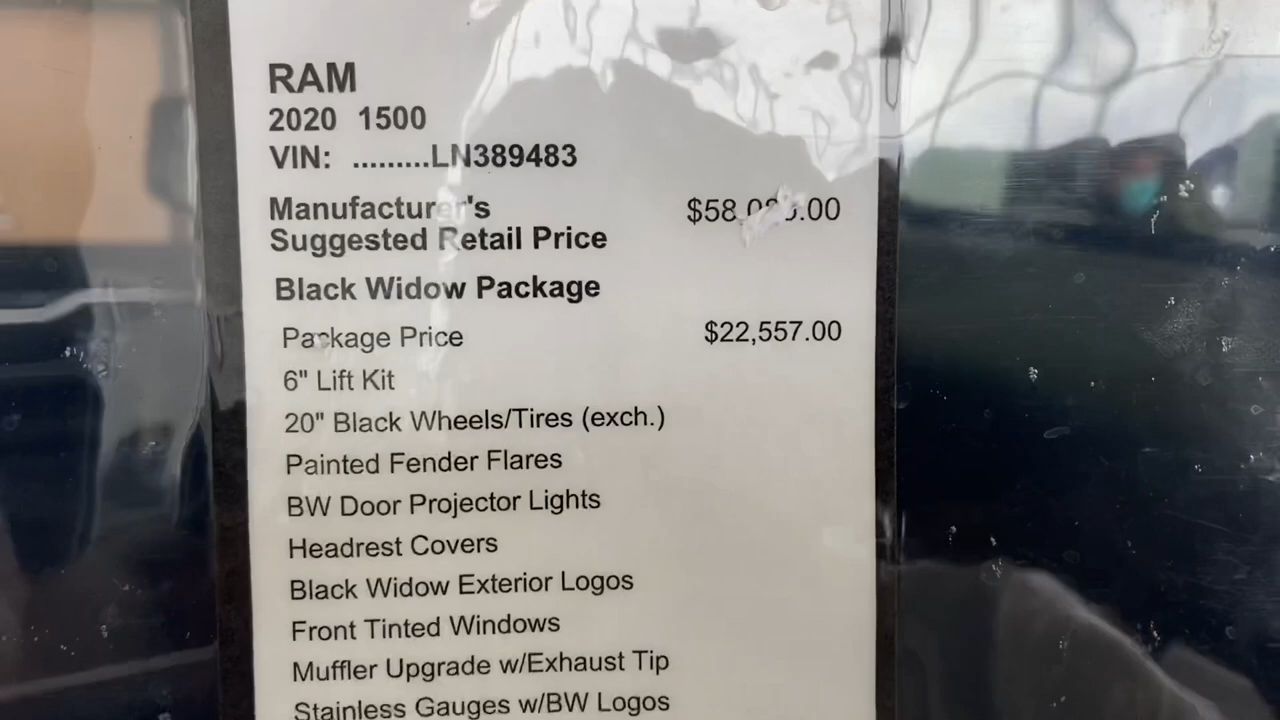 RAM
2020 1500
VIN: .........LN389483
Manufacturer's
Suggested Retail Price
Black Widow Package
Package Price $22,557.00
6" Lift Kit
20" Black Wheels/Tires (exch.)
Painted Fender Flares
BW Door Projector Lights
Headrest Covers
Black Widow Exterior Logos
Front Tinted Windows
Muffler Upgrade w/Exhaust Tip
Stainless Gauges w/BW Logos